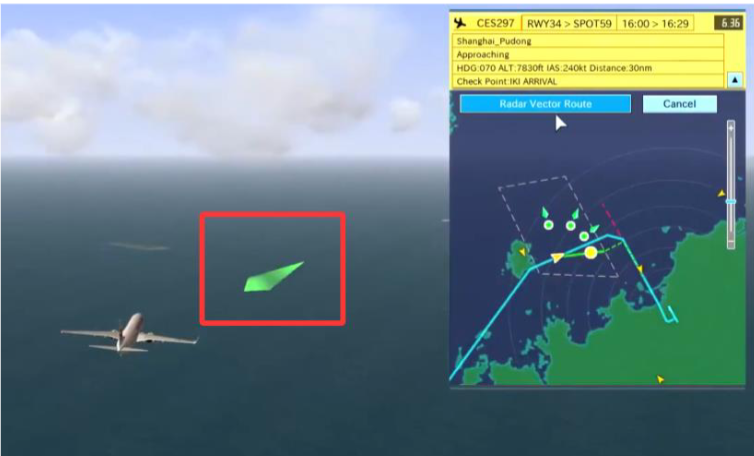 CES297 RWY34 > SPOT59 16:00 > 16:29 6.36
Shanghai_Pudong
Approaching
HDG:070 ALT:7830ft IAS:240kt Distance:30nm
Check Point:IKI ARRIVAL
Radar Vector Route Cancel